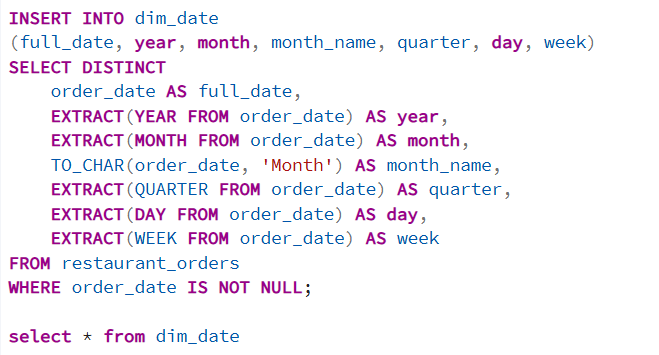 INSERT INTO dim_date
(full_date, year, month, month_name, quarter, day, week)
SELECT DISTINCT
    order_date AS full_date,
    EXTRACT(YEAR FROM order_date) AS year,
    EXTRACT(MONTH FROM order_date) AS month,
    TO_CHAR(order_date, 'Month') AS month_name,
    EXTRACT(QUARTER FROM order_date) AS quarter,
    EXTRACT(DAY FROM order_date) AS day,
    EXTRACT(WEEK FROM order_date) AS week
FROM restaurant_orders
WHERE order_date IS NOT NULL;

select * from dim_date